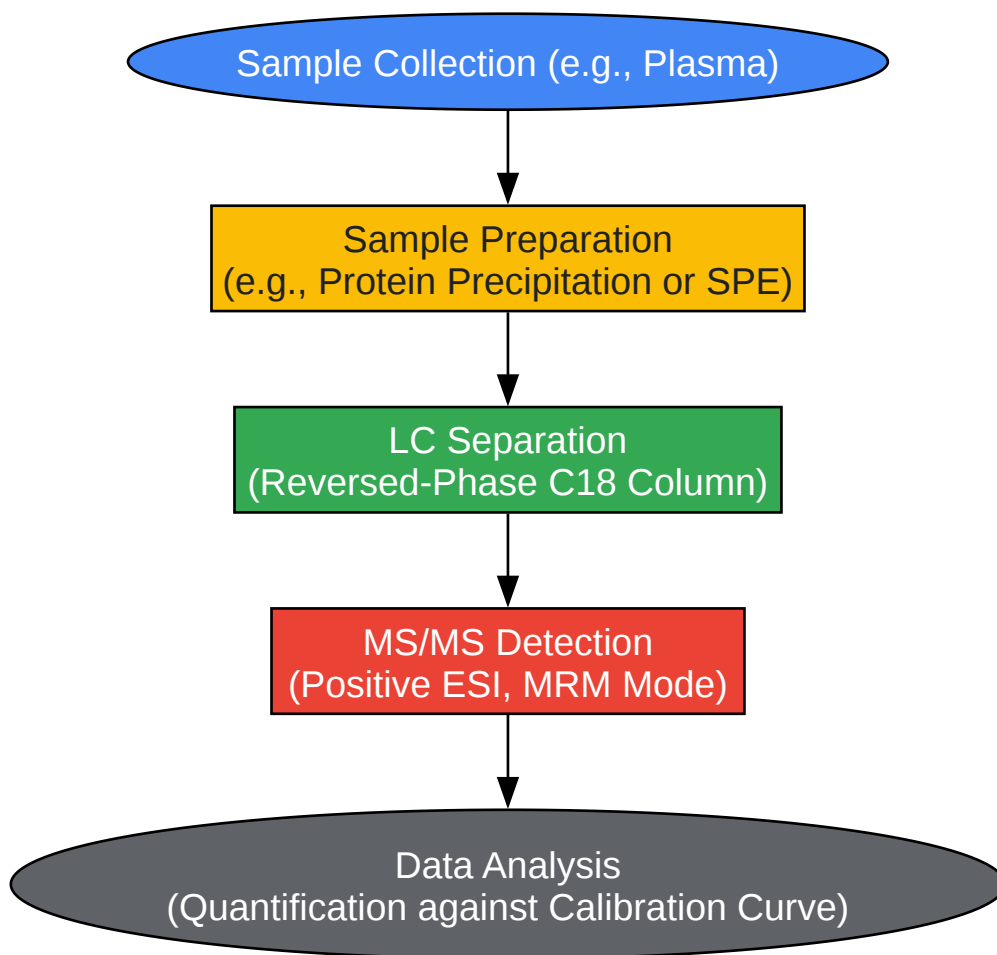 Sample Collection (e.g., Plasma)
Sample Preparation
(e.g., Protein Precipitation or SPE)
LC Separation
(Reversed-Phase C18 Column)
MS/MS Detection
(Positive ESI, MRM Mode)
Data Analysis
(Quantification against Calibration Curve)